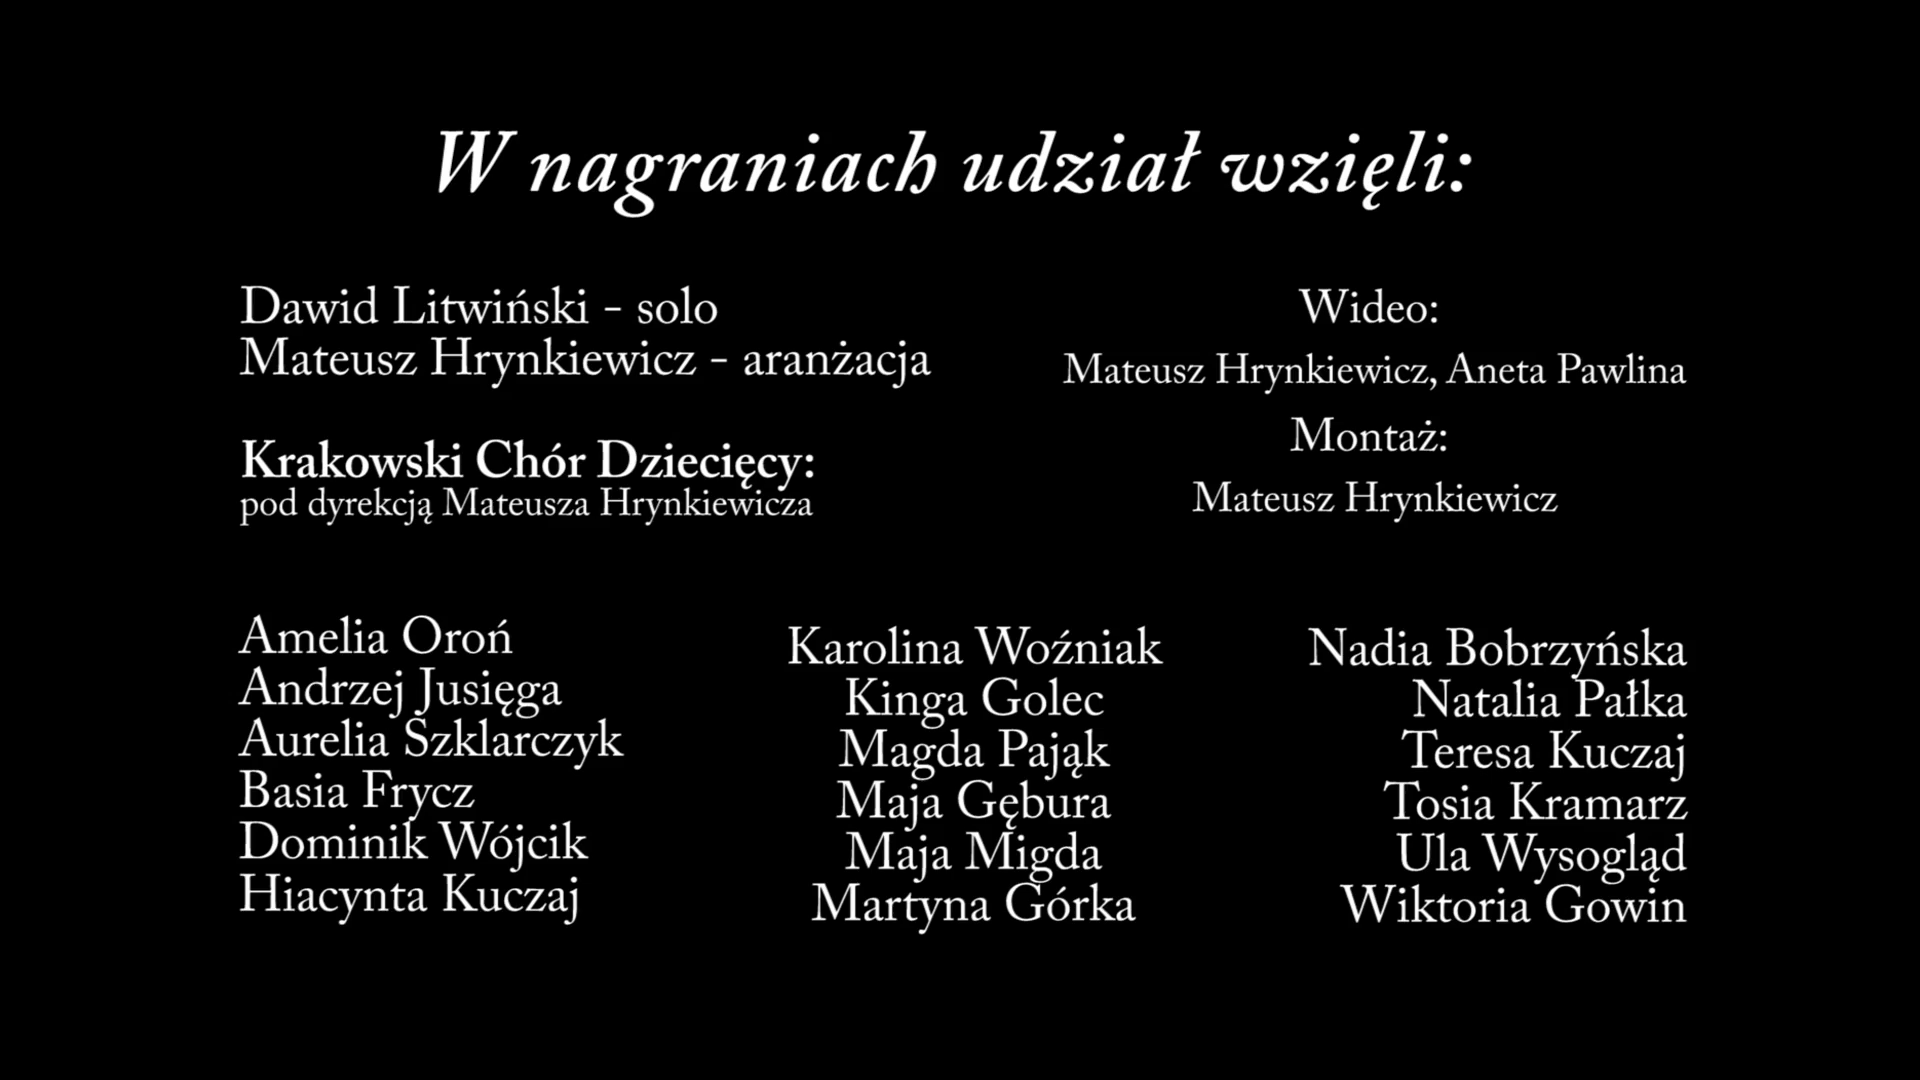 W nagraniach udział wzięli:
Dawid Litwiński - solo
Mateusz Hrynkiewicz - aranżacja
Krakowski Chór Dziecięcy:
pod dyrekcją Mateusza Hrynkiewicza
Wideo:
Mateusz Hrynkiewicz, Aneta Pawlina
Montaż:
Mateusz Hrynkiewicz
Amelia Oroń
Andrzej Jusięga
Aurelia Szklarczyk
Basia Frycz
Dominik Wójcik
Hiacynta Kuczaj
Karolina Woźniak
Kinga Golec
Magda Pająk
Maja Gębura
Maja Migda
Martyna Górka
Nadia Bobrzyńska
Natalia Pałka
Teresa Kuczaj
Tosia Kramarz
Ula Wysogląd
Wiktoria Gowin